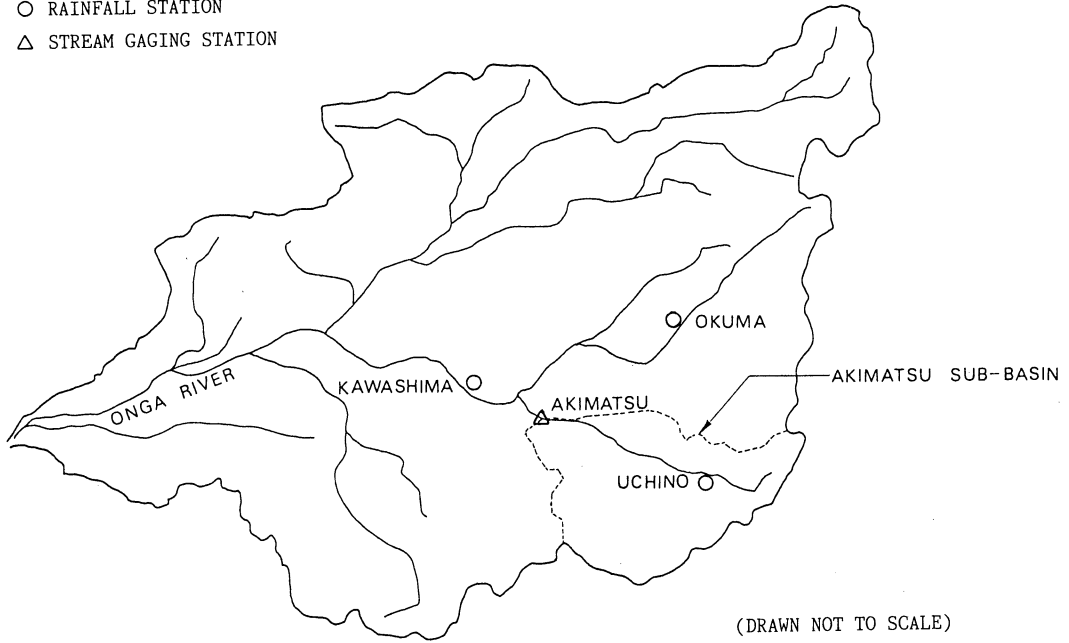 ○ RAINFALL STATION
△ STREAM GAGING STATION
OKUMA
KAWASHIMA
AKIMATSU SUB-BASIN
ONGA RIVER
AKIMATSU
UCHINO
(DRAWN NOT TO SCALE)